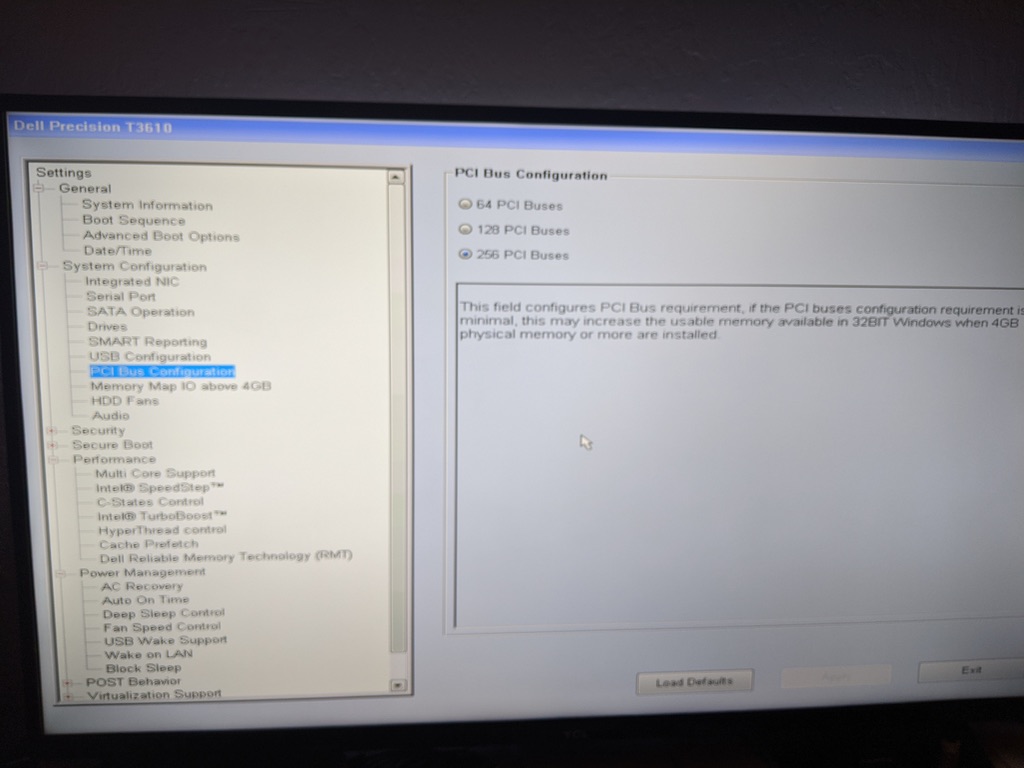 Dell Precision T3610
Settings
General
System Information
Boot Sequence
Advanced Boot Options
Date/Time
System Configuration
Integrated NIC
Serial Port
SATA Operation
Drives
SMART Reporting
USB Configuration
PCI Bus Configuration
Memory Map IO above 4GB
HDD Fans
Audio
Security
Secure Boot
Performance
Multi Core Support
Intel® SpeedStep™
C-States Control
Intel® TurboBoost™
HyperThread control
Cache Prefetch
Dell Reliable Memory Technology (RMT)
Power Management
AC Recovery
Auto On Time
Deep Sleep Control
Fan Speed Control
USB Wake Support
Wake on LAN
Block Sleep
POST Behavior
Virtualization Support
PCI Bus Configuration
64 PCI Buses
128 PCI Buses
256 PCI Buses
This field configures PCI Bus requirement, if the PCI buses configuration requirement is
minimal, this may increase the usable memory available in 32BIT Windows when 4GB
physical memory or more are installed.
Load Defaults
Apply
Exit